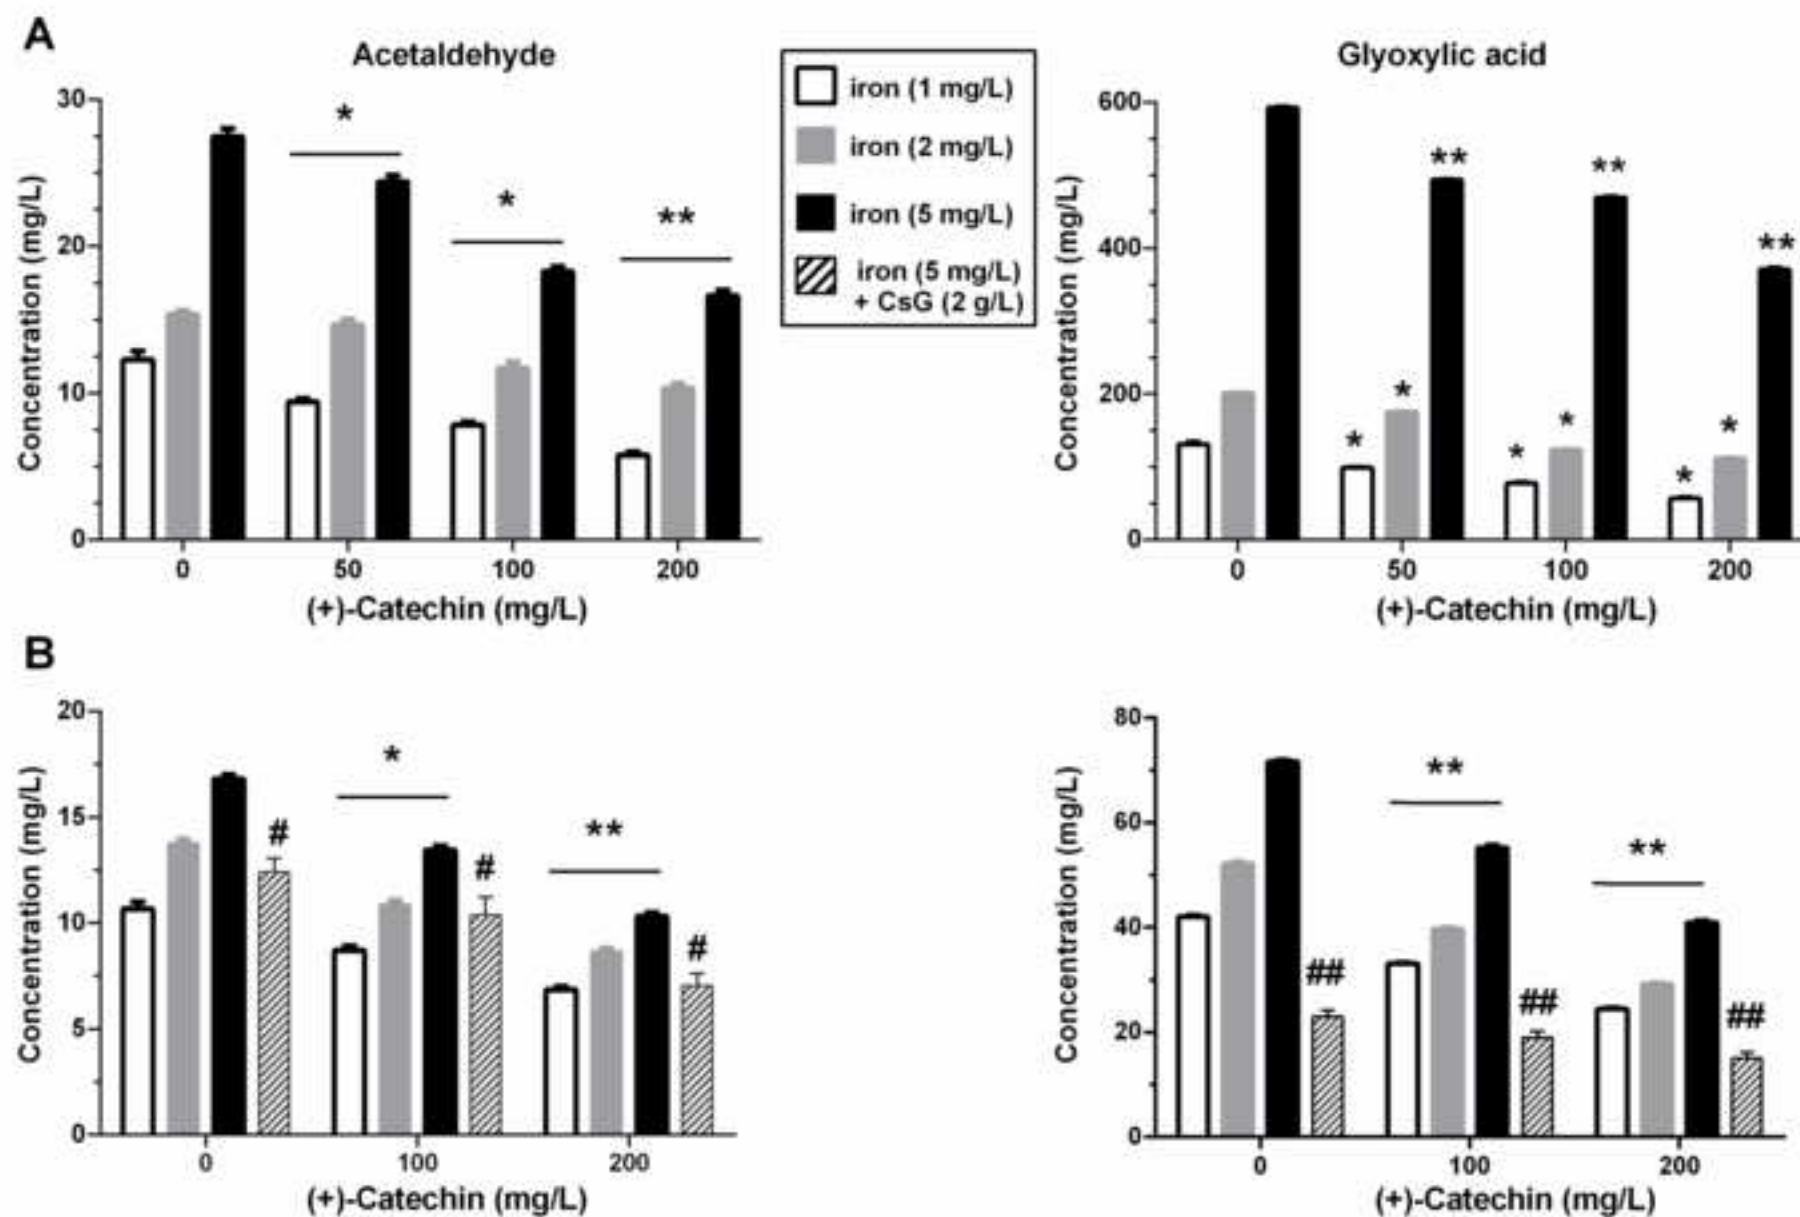 A
Acetaldehyde
Concentration (mg/L)
30
20
10
0
*
*
**
0 50 100 200
(+)-Catechin (mg/L)
iron (1 mg/L)
iron (2 mg/L)
iron (5 mg/L)
iron (5 mg/L)
+ CsG (2 g/L)
Glyoxylic acid
Concentration (mg/L)
600
400
200
0
* * **
* * **
* * **
0 50 100 200
(+)-Catechin (mg/L)
B
Concentration (mg/L)
20
15
10
5
0
#
*
#
**
#
0 100 200
(+)-Catechin (mg/L)
Concentration (mg/L)
80
60
40
20
0
##
**
##
**
##
0 100 200
(+)-Catechin (mg/L)